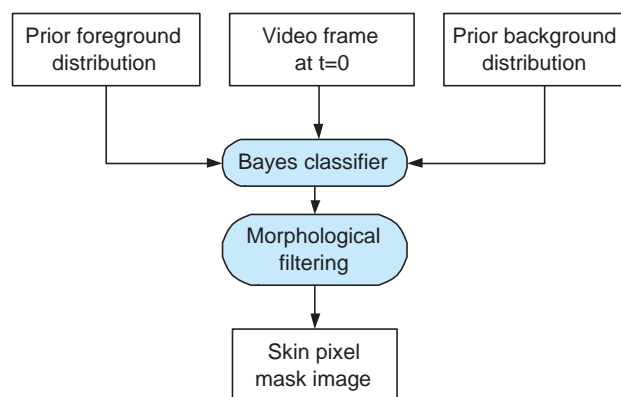 Prior foreground
distribution
Video frame
at t=0
Prior background
distribution
Bayes classifier
Morphological
filtering
Skin pixel
mask image